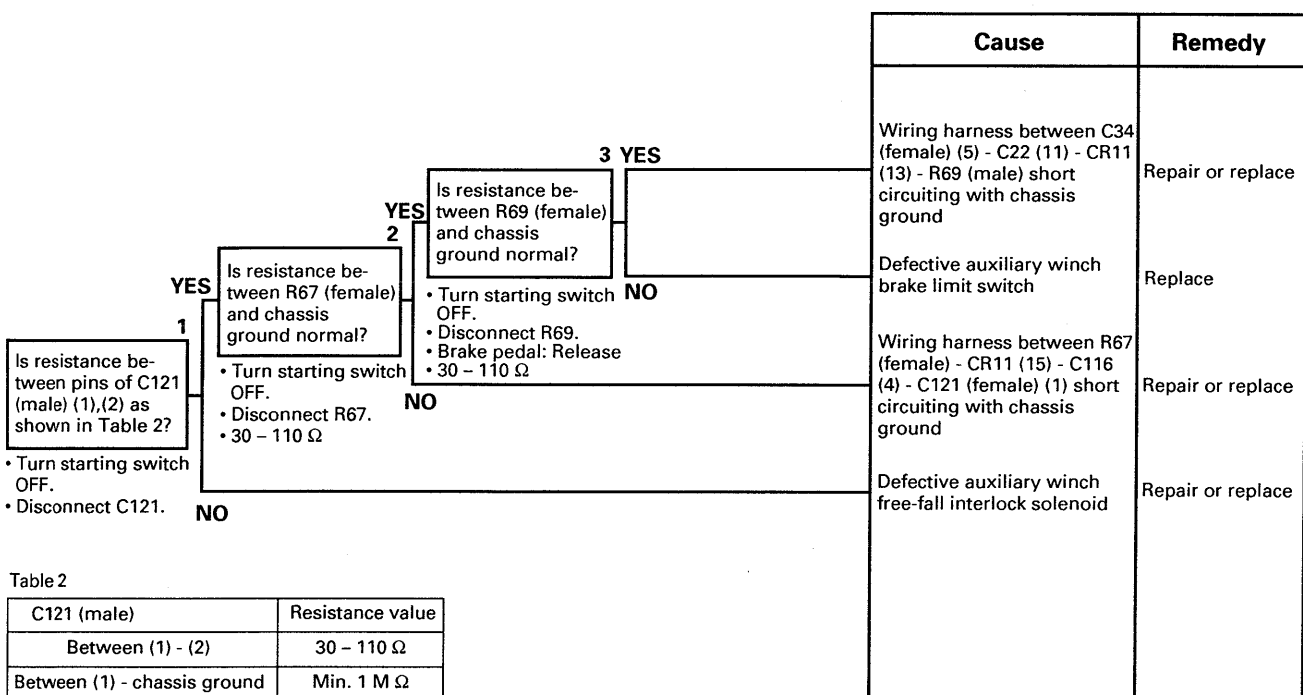 Cause
Remedy
3 YES
Is resistance be-
tween R69 (female)
and chassis
ground normal?
• Turn starting switch
OFF.
• Disconnect R69.
• Brake pedal: Release
• 30 – 110 Ω
NO
YES
2
Is resistance be-
tween R67 (female)
and chassis
ground normal?
• Turn starting switch
OFF.
• Disconnect R67.
• 30 – 110 Ω
NO
YES
1
Is resistance be-
tween pins of C121
(male) (1),(2) as
shown in Table 2?
• Turn starting switch
OFF.
• Disconnect C121.
NO
Wiring harness between C34
(female) (5) - C22 (11) - CR11
(13) - R69 (male) short
circuiting with chassis
ground
Repair or replace
Defective auxiliary winch
brake limit switch
Replace
Wiring harness between R67
(female) - CR11 (15) - C116
(4) - C121 (female) (1) short
circuiting with chassis
ground
Repair or replace
Defective auxiliary winch
free-fall interlock solenoid
Repair or replace
Table 2
C121 (male) Resistance value
Between (1) - (2) 30 – 110 Ω
Between (1) - chassis ground Min. 1 M Ω